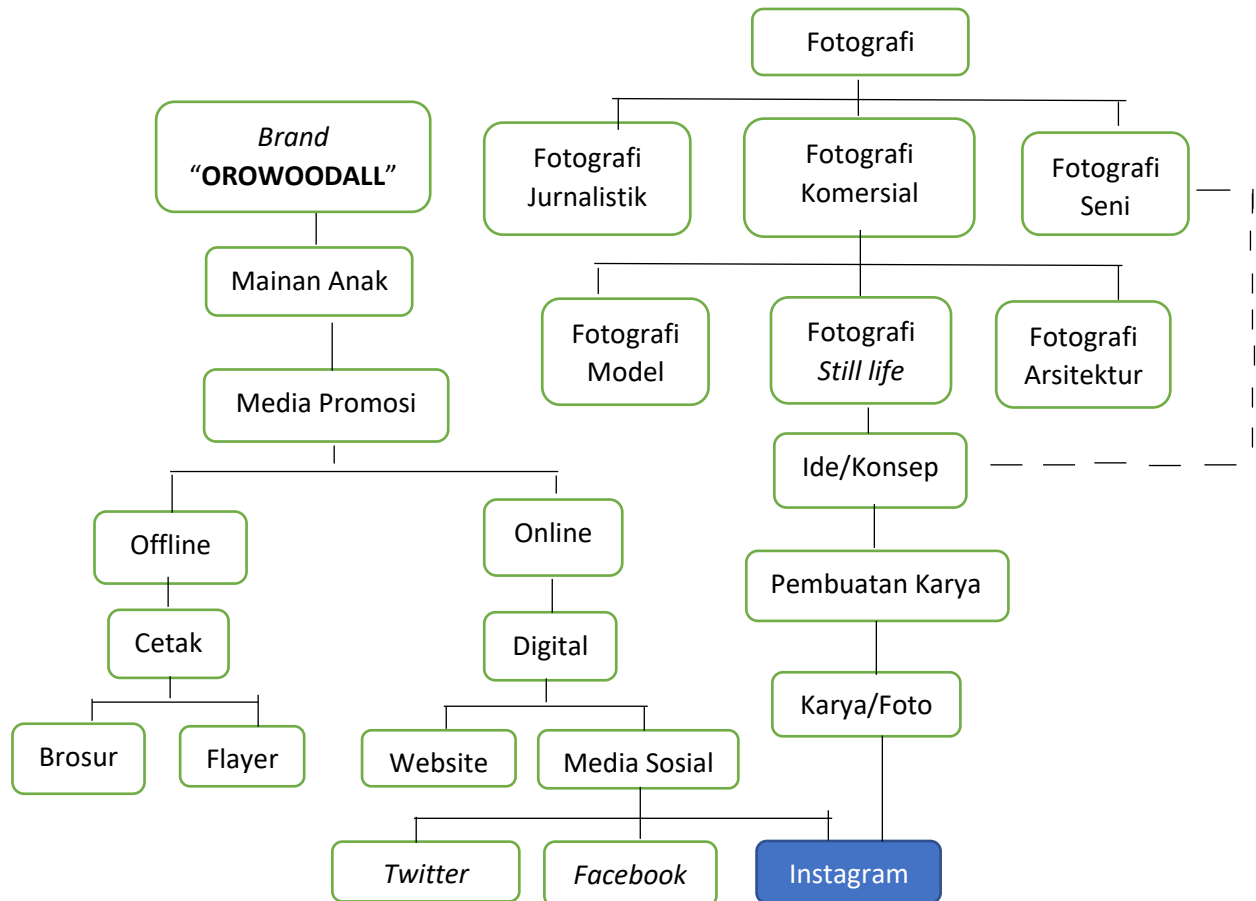 Fotografi
Brand
“OROWOODALL”
Fotografi
Jurnalistik
Fotografi
Komersial
Fotografi
Seni
Mainan Anak
Fotografi
Model
Fotografi
Still life
Fotografi
Arsitektur
Media Promosi
Ide/Konsep
Offline
Online
Pembuatan Karya
Cetak
Digital
Karya/Foto
Brosur
Flayer
Website
Media Sosial
Twitter
Facebook
Instagram